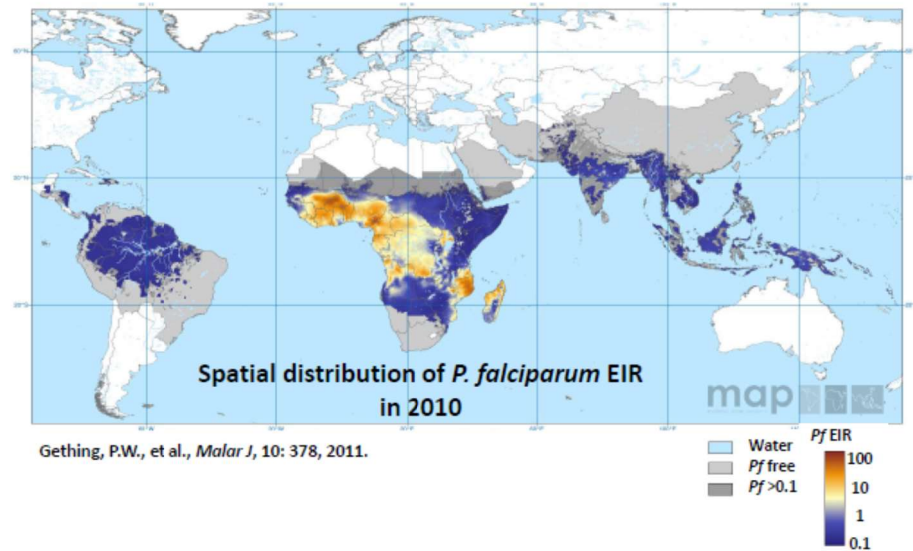 Spatial distribution of P. falciparum EIR
in 2010
map
Gething, P.W., et al., Malar J, 10: 378, 2011.
Water
Pf free
Pf >0.1
Pf EIR
100
10
1
0.1